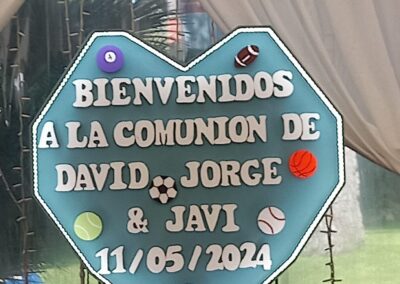 BIENVENIDOS
A LA COMUNION DE
DAVID JORGE
& JAVI
11/05/2024